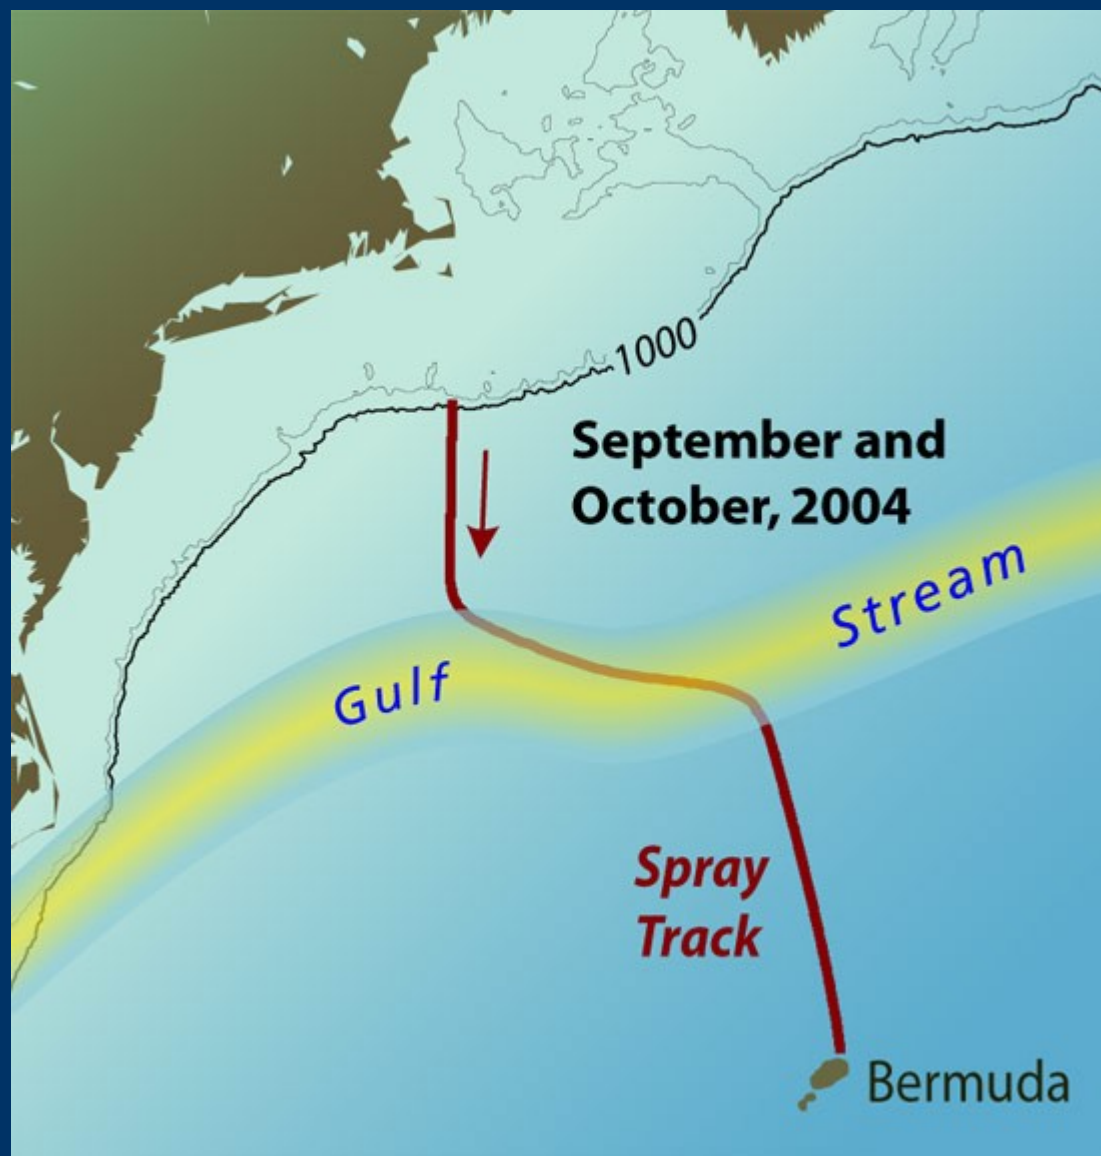 1000
September and
October, 2004
Gulf Stream
Spray
Track
Bermuda